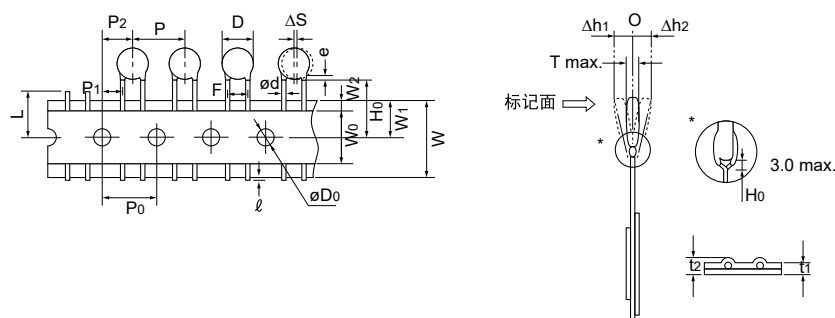 P2 P D ΔS
e
P1 F ød W2
L H0 W1
W0 W
P0 ℓ øD0
Δh1 O Δh2
T max.
标记面
*
*
3.0 max.
H0
t2 t1